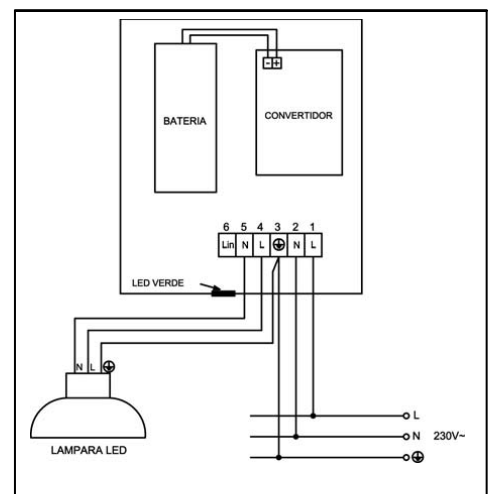 - +
BATERIA
CONVERTIDOR
6 5 4 3 2 1
Lin N L ⏚ N L
LED VERDE
N L ⏚
L
N 230V~
⏚
LAMPARA LED